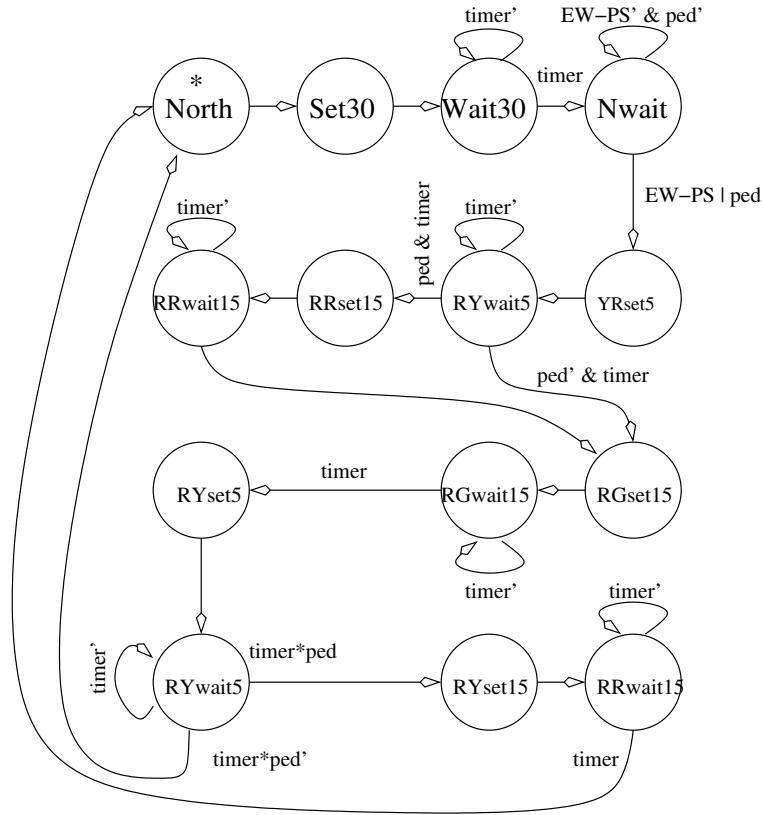 timer’
EW−PS’ & ped’
*
North
Set30
Wait30
timer
Nwait
EW−PS | ped
timer’
ped & timer
timer’
RRwait15
RRset15
RYwait5
YRset5
ped’ & timer
RYset5
timer
RGwait15
RGset15
timer’
timer’
timer’
timer*ped
RYwait5
RYset15
RRwait15
timer*ped’
timer